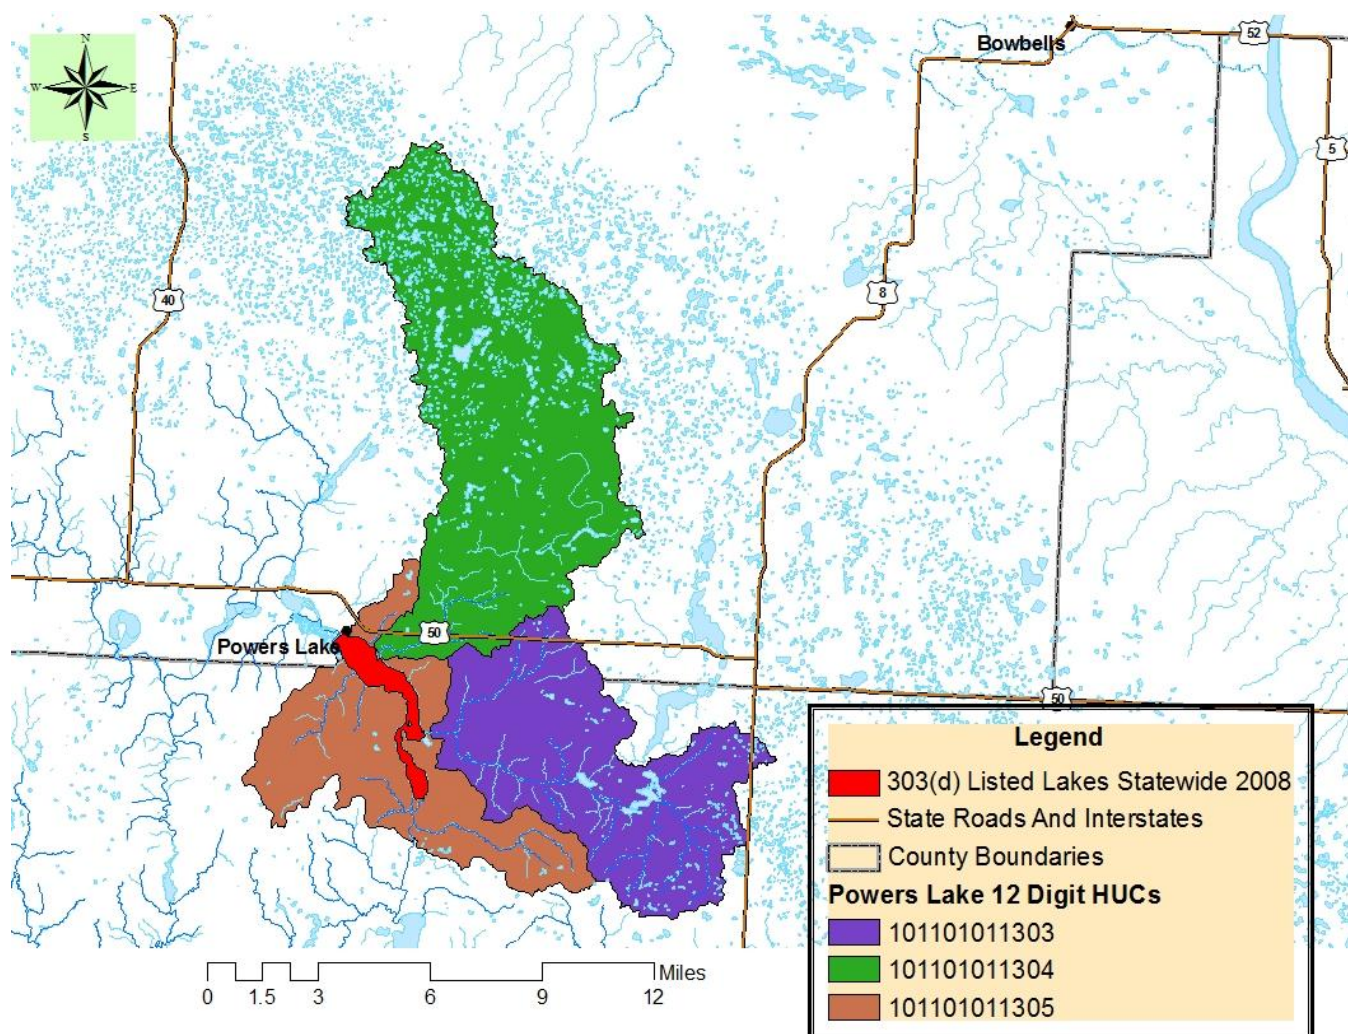 N
W E
S
Bowbells
52
5
40
8
50
Powers Lake
50
Legend
303(d) Listed Lakes Statewide 2008
State Roads And Interstates
County Boundaries
Powers Lake 12 Digit HUCs
101101011303
101101011304
101101011305
Miles
0 1.5 3 6 9 12